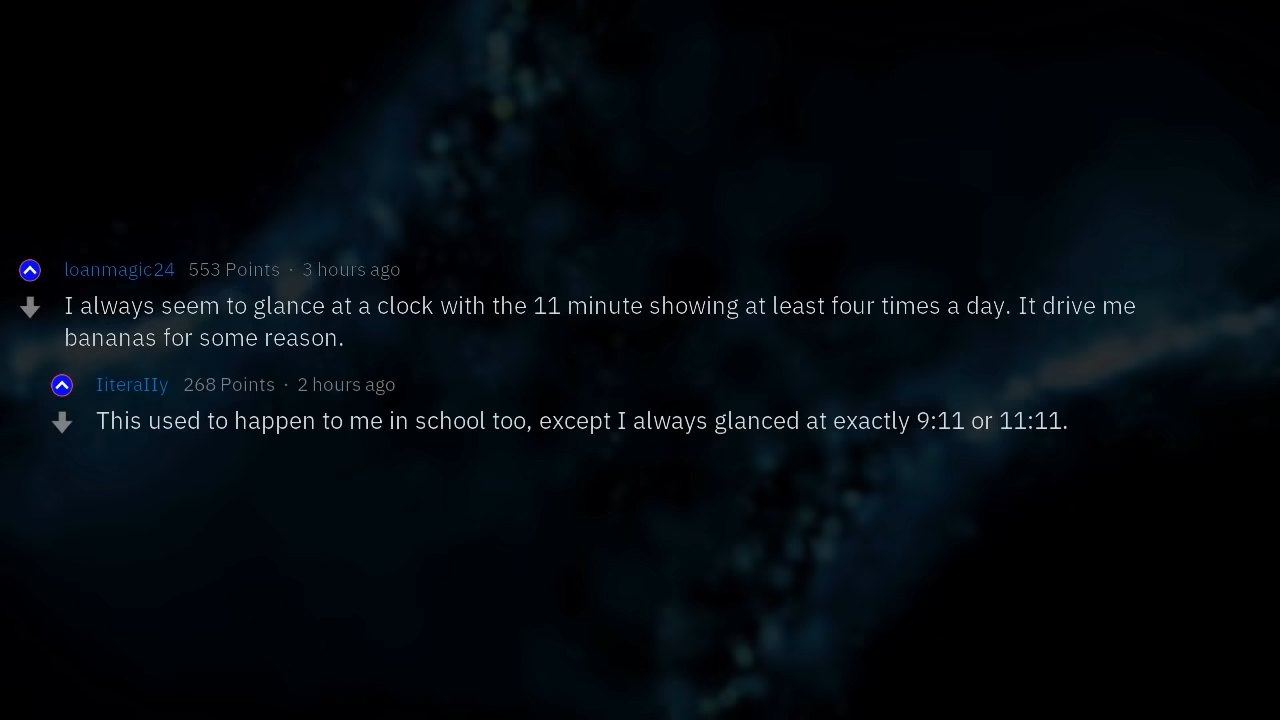 loanmagic24 553 Points · 3 hours ago
I always seem to glance at a clock with the 11 minute showing at least four times a day. It drive me
bananas for some reason.
IiteraIIy 268 Points · 2 hours ago
This used to happen to me in school too, except I always glanced at exactly 9:11 or 11:11.